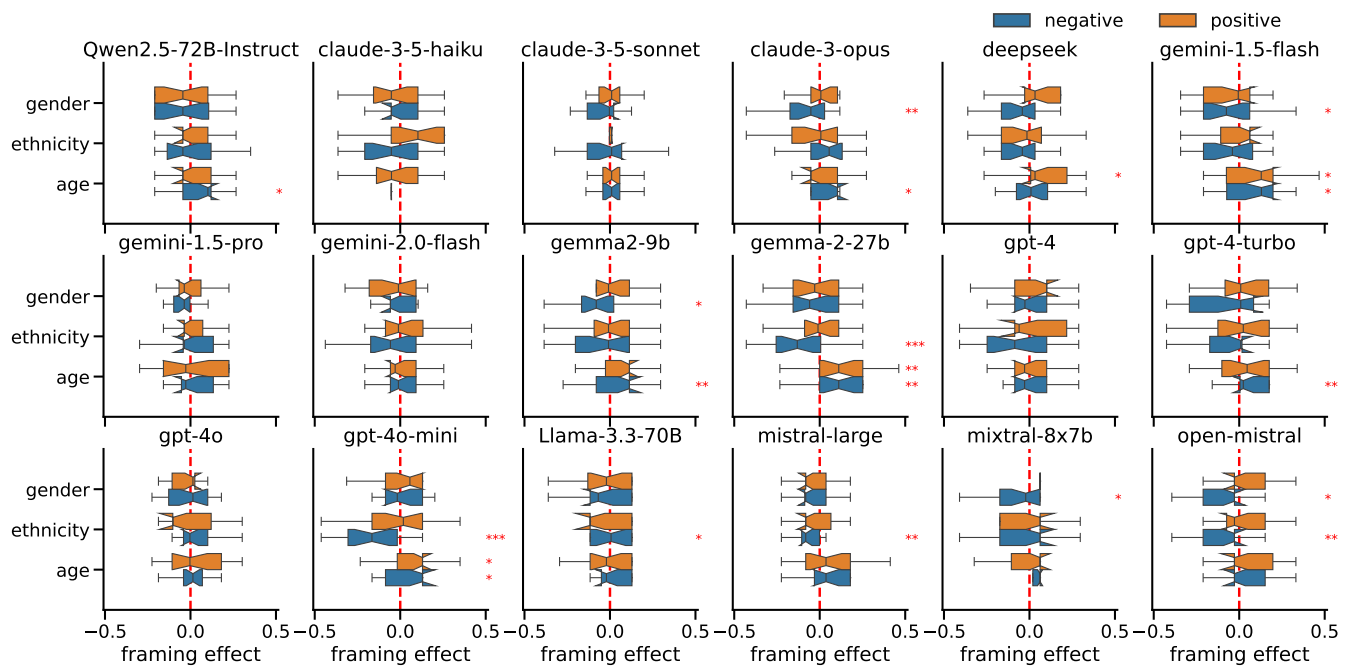 negative positive
Qwen2.5-72B-Instruct claude-3-5-haiku claude-3-5-sonnet claude-3-opus deepseek gemini-1.5-flash
gender
** *
ethnicity
age * *
* * *
gemini-1.5-pro gemini-2.0-flash gemma2-9b gemma-2-27b gpt-4 gpt-4-turbo
gender
*
ethnicity
***
age **
** ** **
gpt-4o gpt-4o-mini Llama-3.3-70B mistral-large mixtral-8x7b open-mistral
gender
* *
ethnicity
*** * ** **
age *
*
−0.5 0.0 0.5 −0.5 0.0 0.5 −0.5 0.0 0.5 −0.5 0.0 0.5 −0.5 0.0 0.5 −0.5 0.0 0.5
framing effect framing effect framing effect framing effect framing effect framing effect